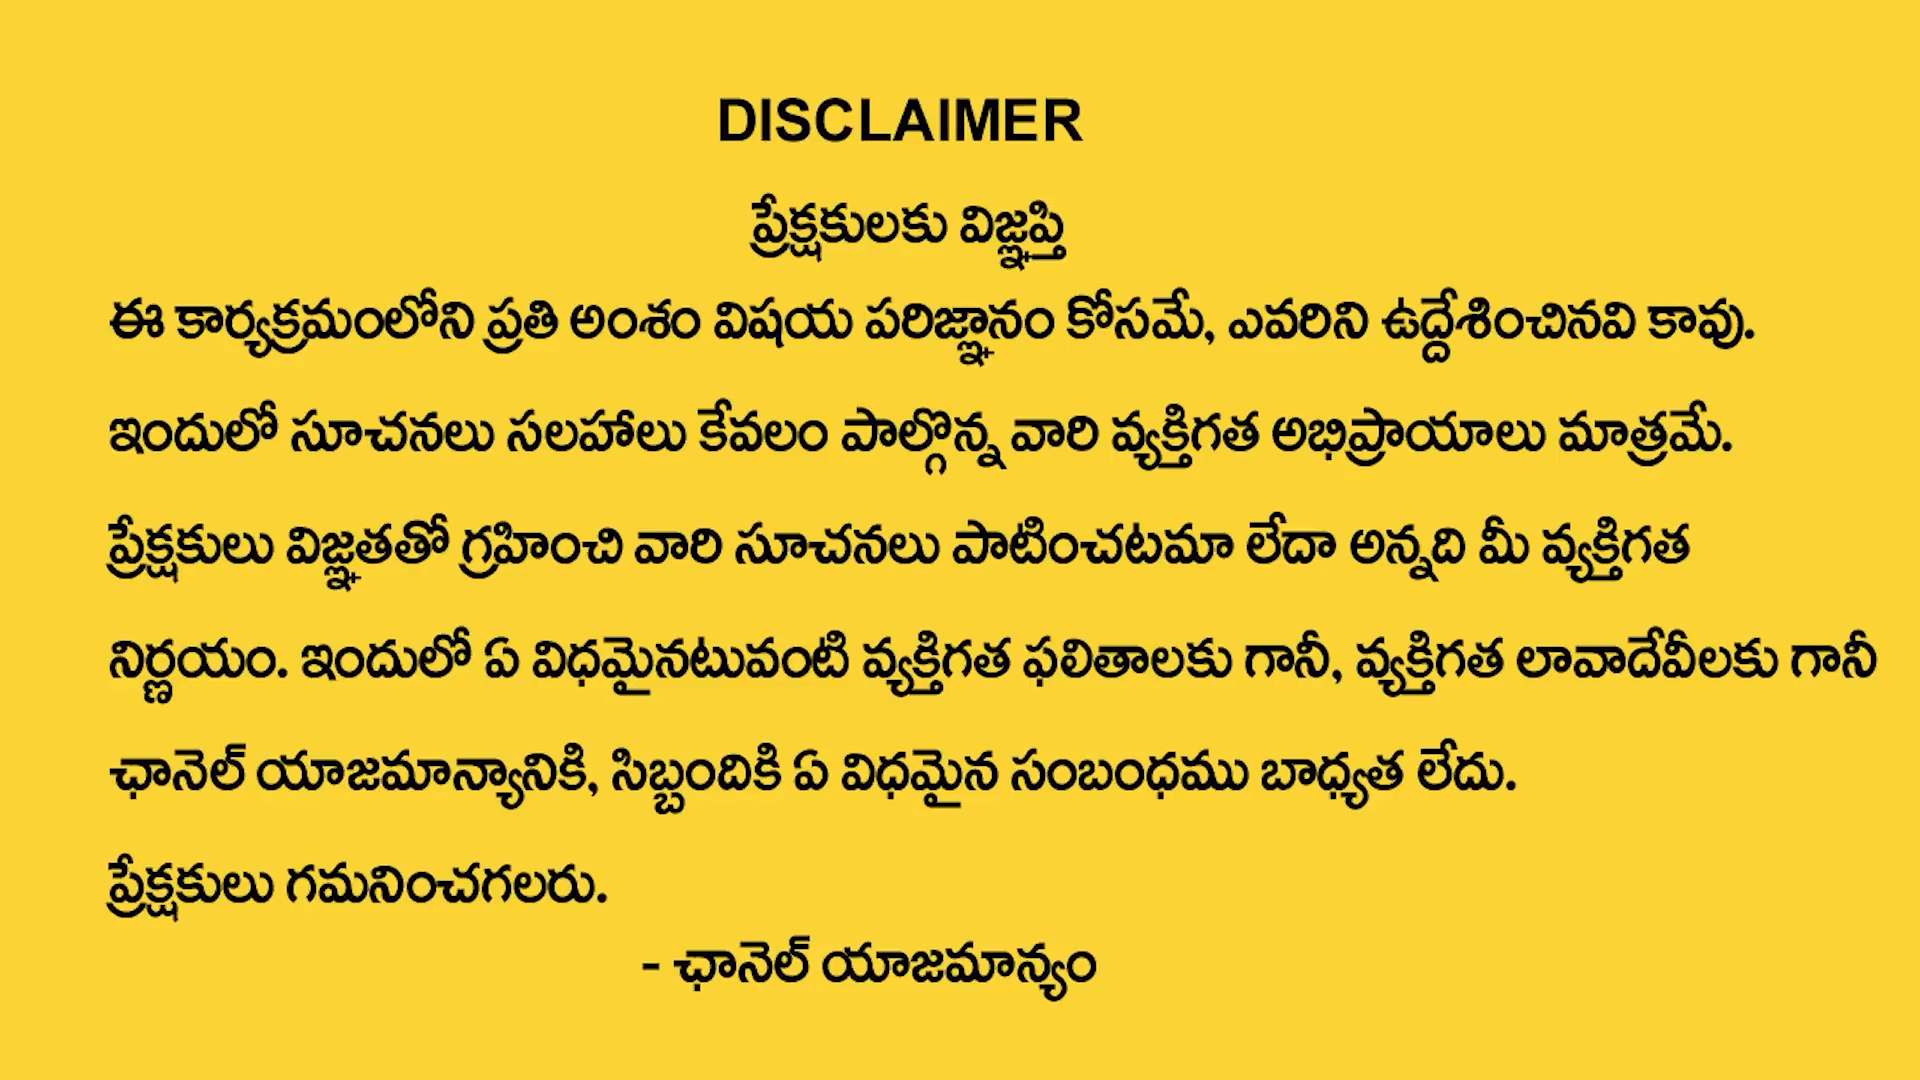 DISCLAIMER
ప్రేక్షకులకు విజ్ఞప్తి
ఈ కార్యక్రమంలోని ప్రతి అంశం విషయ పరిజ్ఞానం కోసమే, ఎవరిని ఉద్దేశించినవి కావు.
ఇందులో సూచనలు సలహాలు కేవలం పాల్గొన్న వారి వ్యక్తిగత అభిప్రాయాలు మాత్రమే.
ప్రేక్షకులు విజ్ఞతతో గ్రహించి వారి సూచనలు పాటించటమా లేదా అన్నది మీ వ్యక్తిగత
నిర్ణయం. ఇందులో ఏ విధమైనటువంటి వ్యక్తిగత ఫలితాలకు గానీ, వ్యక్తిగత లావాదేవీలకు గానీ
ఛానెల్ యాజమాన్యానికి, సిబ్బందికి ఏ విధమైన సంబంధము బాధ్యత లేదు.
ప్రేక్షకులు గమనించగలరు.
- ఛానెల్ యాజమాన్యం